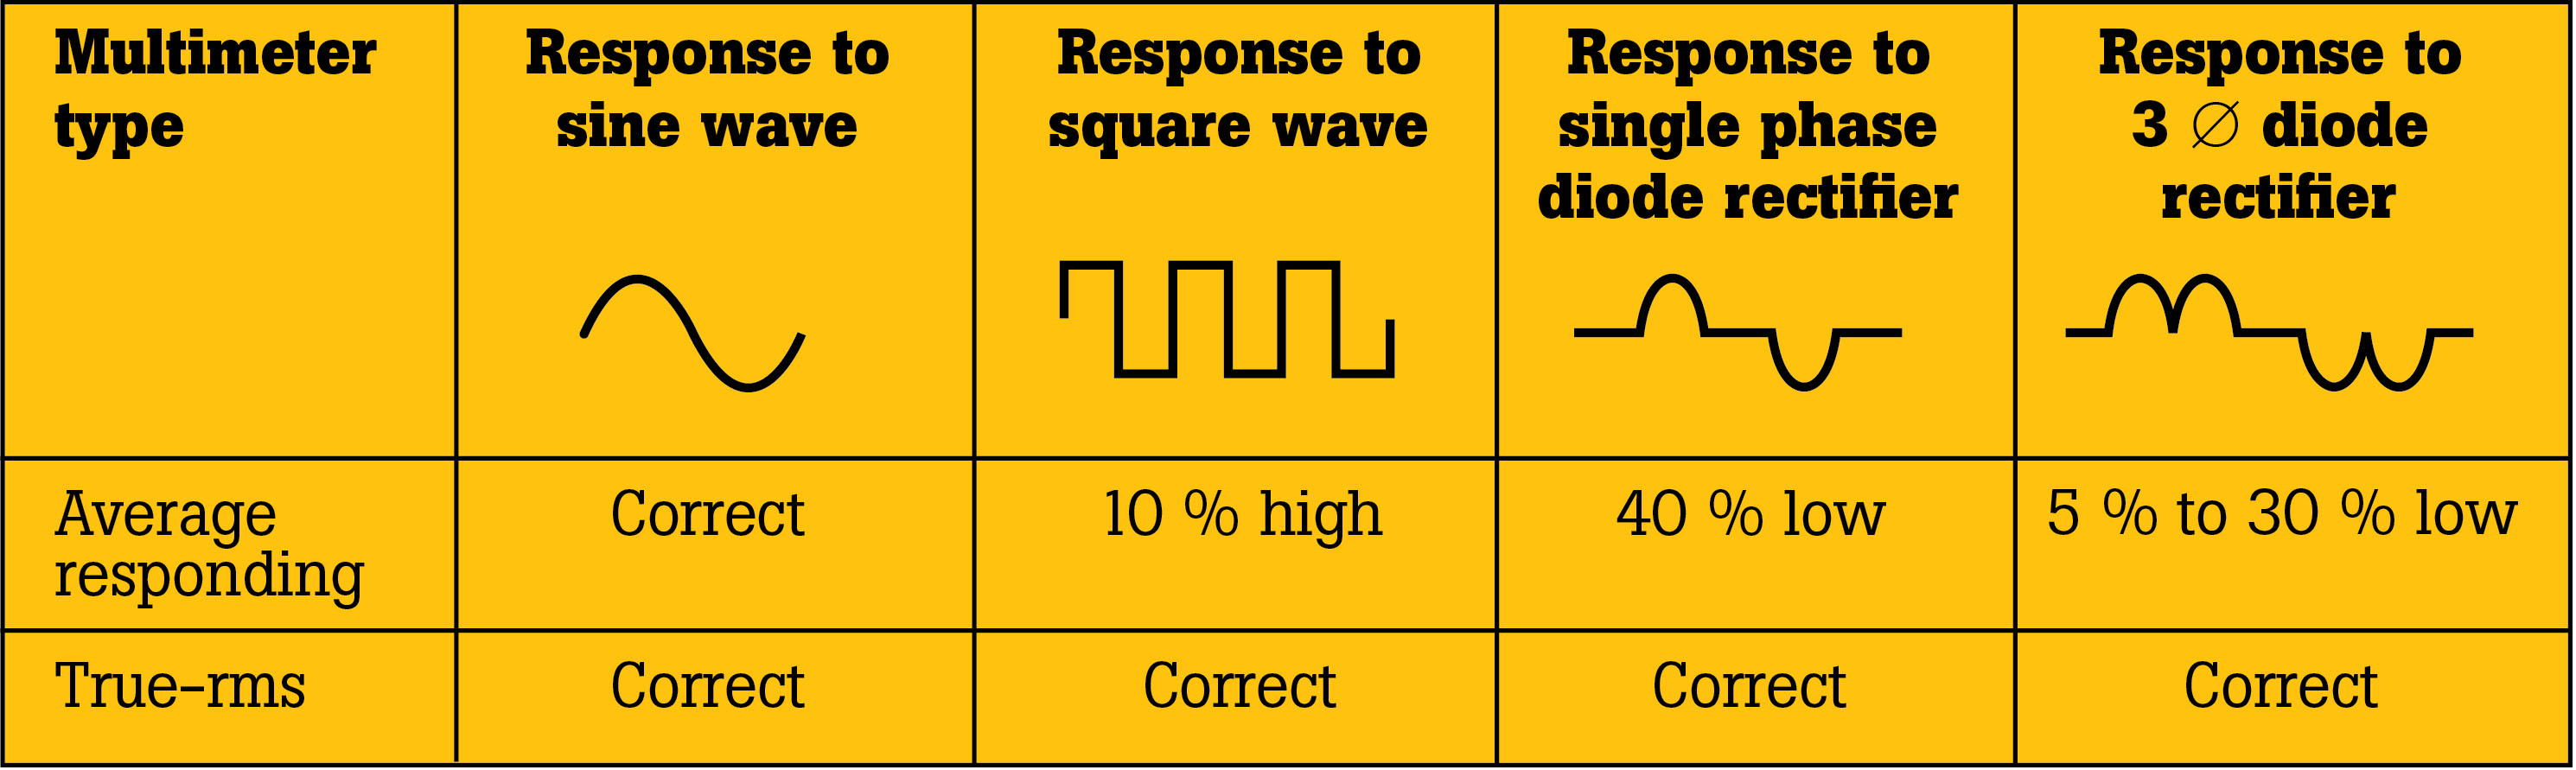 Multimeter
type
Response to
sine wave
Response to
square wave
Response to
single phase
diode rectifier
Response to
3 ∅ diode
rectifier
Average
responding
Correct
10 % high
40 % low
5 % to 30 % low
True-rms
Correct
Correct
Correct
Correct